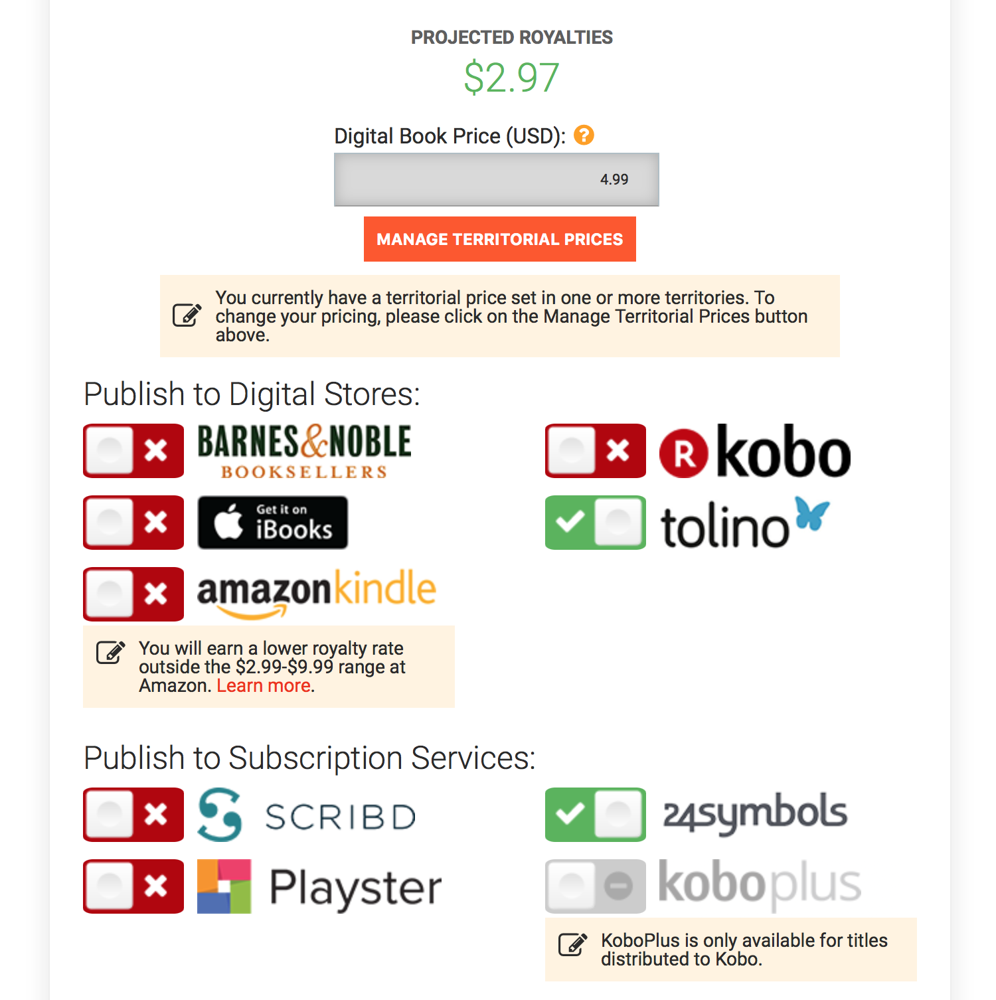 PROJECTED ROYALTIES
$2.97
Digital Book Price (USD): ?
4.99
MANAGE TERRITORIAL PRICES
You currently have a territorial price set in one or more territories. To
change your pricing, please click on the Manage Territorial Prices button
above.
Publish to Digital Stores:
BARNES&NOBLE
BOOKSELLERS
R kobo
Get it on
iBooks
tolino
amazonkindle
You will earn a lower royalty rate
outside the $2.99-$9.99 range at
Amazon. Learn more.
Publish to Subscription Services:
SCRIBD
24symbols
Playster
koboplus
KoboPlus is only available for titles
distributed to Kobo.